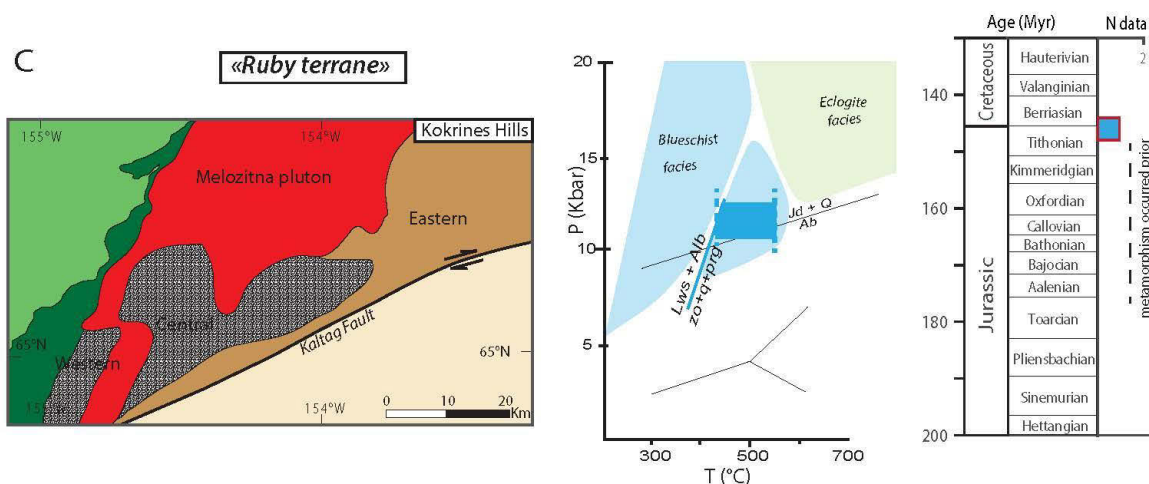 C
«Ruby terrane»
155°W
154°W
Kokrines Hills
Melozitna pluton
Eastern
Central
Western
Kaltag Fault
65°N
65°N
154°W
0 10 20
Km
P (Kbar)
20
15
10
5
Blueschist
facies
Eclogite
facies
Jd + Q
Ab
Lws + Alb
zo+q+prg
300 500 700
T (°C)
Age (Myr)
N data
2
140
160
180
200
Cretaceous
Jurassic
Hauterivian
Valanginian
Berriasian
Tithonian
Kimmeridgian
Oxfordian
Callovian
Bathonian
Bajocian
Aalenian
Toarcian
Pliensbachian
Sinemurian
Hettangian
metamorphism occurred prior